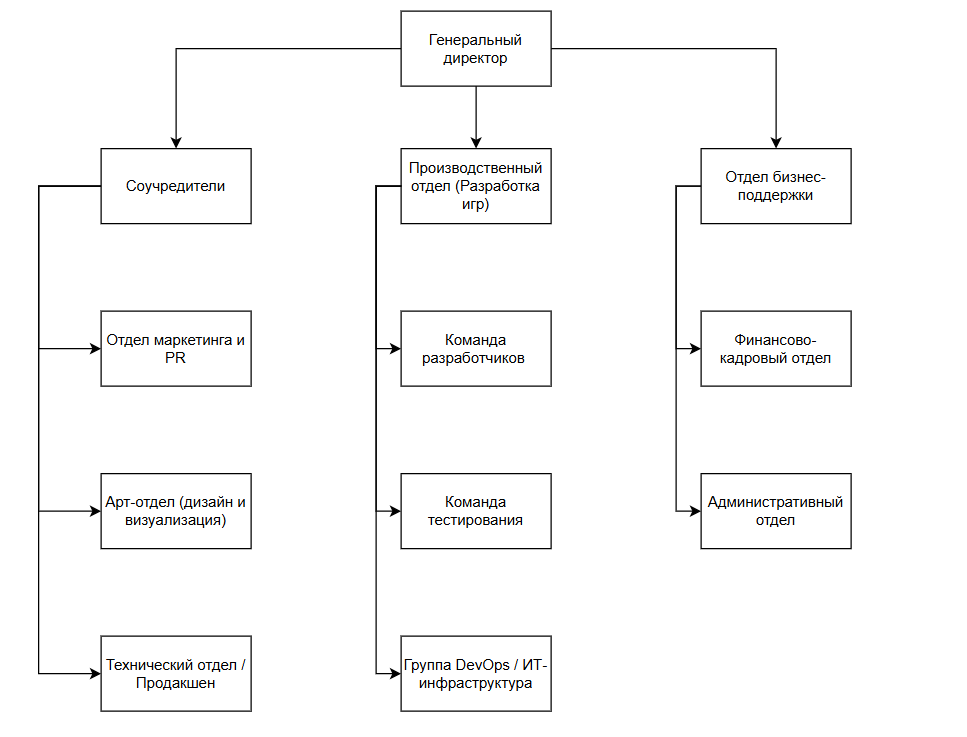 Генеральный
директор
Соучредители
Производственный
отдел (Разработка
игр)
Отдел бизнес-
поддержки
Отдел маркетинга и
PR
Команда
разработчиков
Финансово-
кадровый отдел
Арт-отдел (дизайн и
визуализация)
Команда
тестирования
Административный
отдел
Технический отдел /
Продакшен
Группа DevOps / ИТ-
инфраструктура